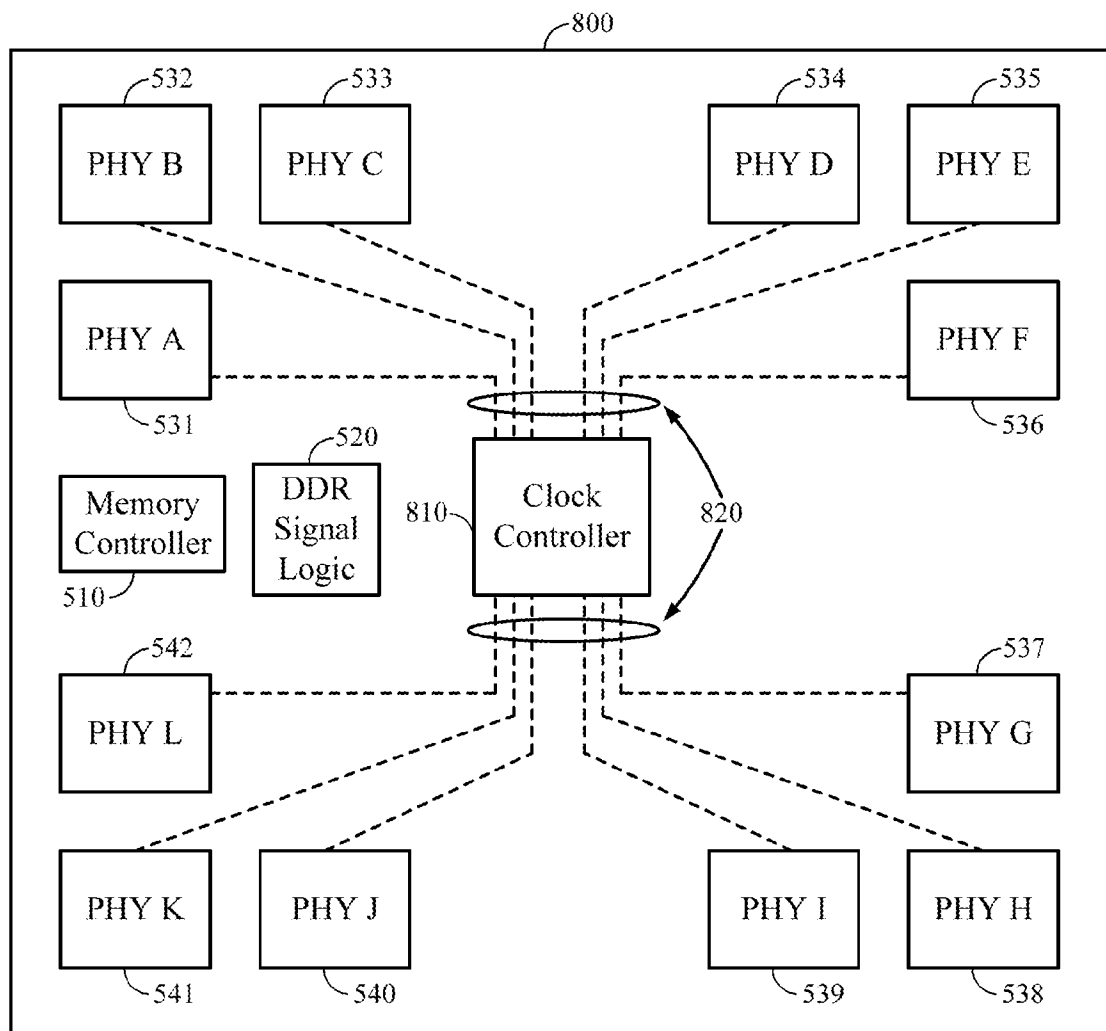 800
532
533
534
535
PHY B
PHY C
PHY D
PHY E
PHY A
PHY F
531
536
520
Memory
Controller
510
DDR
Signal
Logic
810
Clock
Controller
820
542
537
PHY L
PHY G
PHY K
PHY J
PHY I
PHY H
541
540
539
538